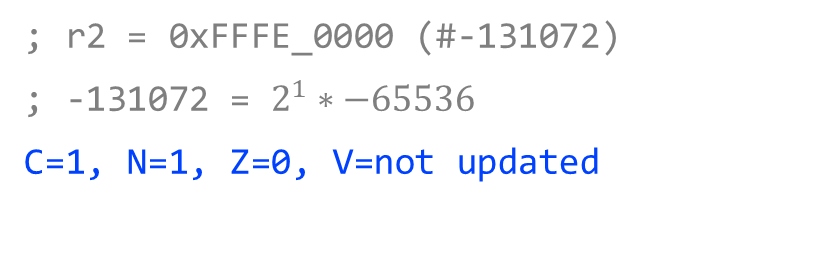 ; r2 = 0xFFFE_0000 (#-131072)
; -131072 = 2¹ * −65536
C=1, N=1, Z=0, V=not updated